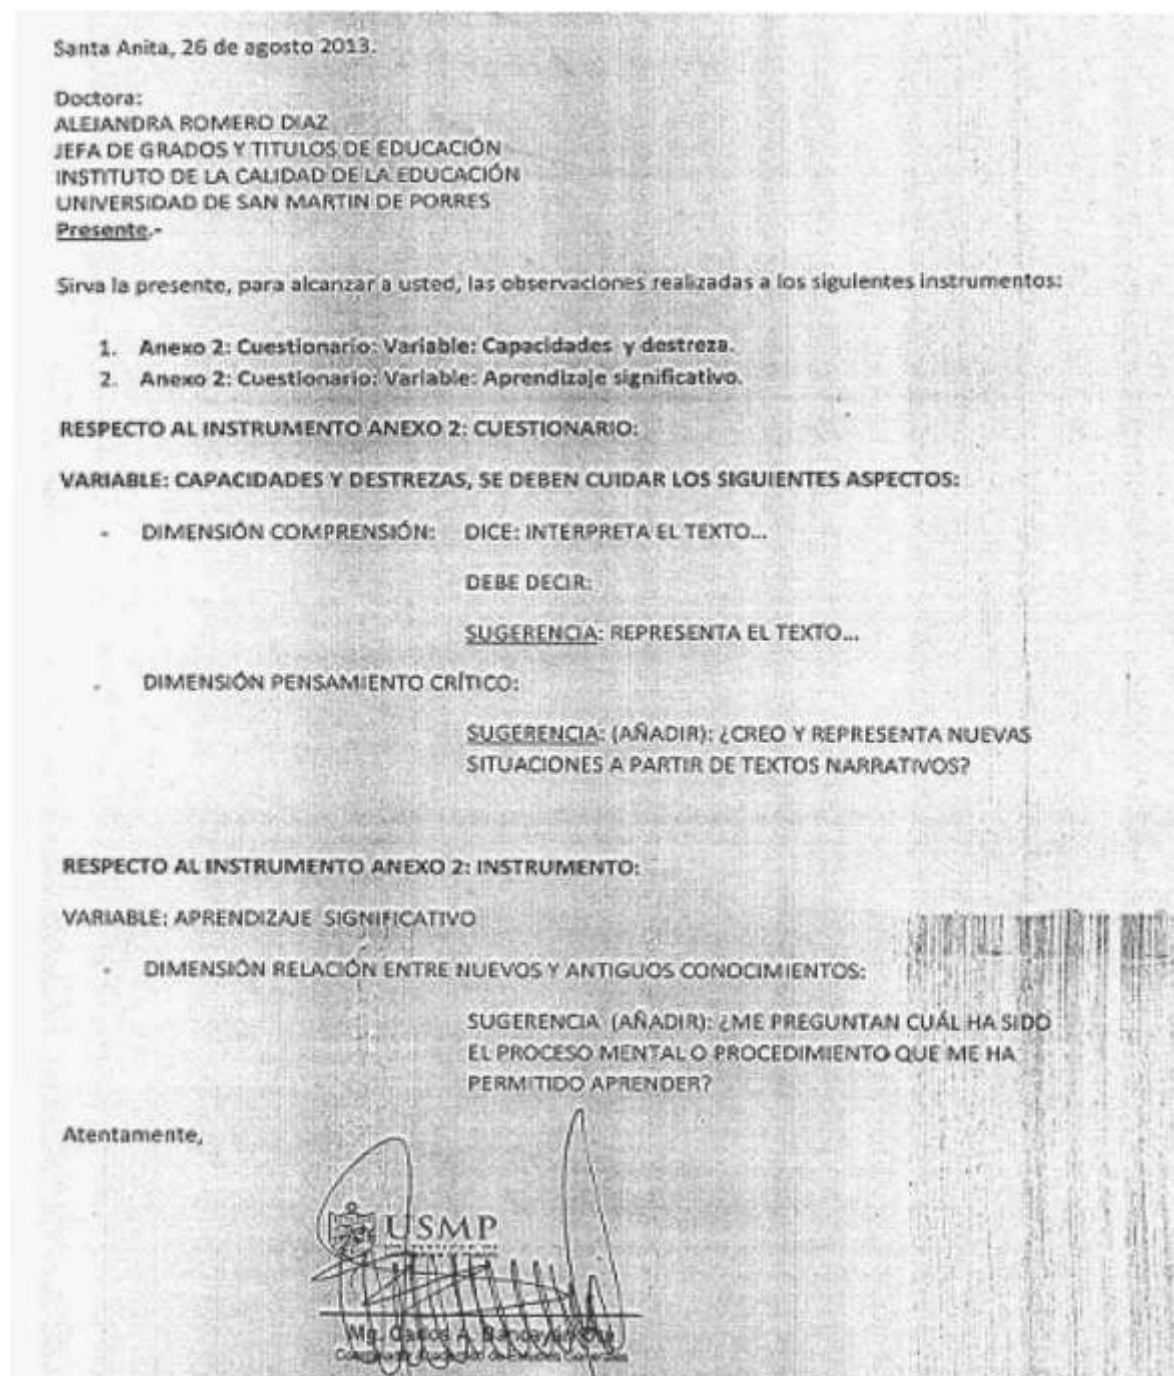 Santa Anita, 26 de agosto 2013.
Doctora:
ALEJANDRA ROMERO DIAZ
JEFA DE GRADOS Y TITULOS DE EDUCACIÓN
INSTITUTO DE LA CALIDAD DE LA EDUCACIÓN
UNIVERSIDAD DE SAN MARTIN DE PORRES
Presente.-
Sirva la presente, para alcanzar a usted, las observaciones realizadas a los siguientes instrumentos:
1. Anexo 2: Cuestionario: Variable: Capacidades y destreza.
2. Anexo 2: Cuestionario: Variable: Aprendizaje significativo.
RESPECTO AL INSTRUMENTO ANEXO 2: CUESTIONARIO:
VARIABLE: CAPACIDADES Y DESTREZAS, SE DEBEN CUIDAR LOS SIGUIENTES ASPECTOS:
- DIMENSIÓN COMPRENSIÓN: DICE: INTERPRETA EL TEXTO...
DEBE DECIR:
SUGERENCIA: REPRESENTA EL TEXTO...
- DIMENSIÓN PENSAMIENTO CRÍTICO:
SUGERENCIA: (AÑADIR): ¿CREO Y REPRESENTA NUEVAS
SITUACIONES A PARTIR DE TEXTOS NARRATIVOS?
RESPECTO AL INSTRUMENTO ANEXO 2: INSTRUMENTO:
VARIABLE: APRENDIZAJE SIGNIFICATIVO
- DIMENSIÓN RELACIÓN ENTRE NUEVOS Y ANTIGUOS CONOCIMIENTOS:
SUGERENCIA (AÑADIR): ¿ME PREGUNTAN CUÁL HA SIDO
EL PROCESO MENTAL O PROCEDIMIENTO QUE ME HA
PERMITIDO APRENDER?
Atentamente,
USMP
Mg. Carlos A.